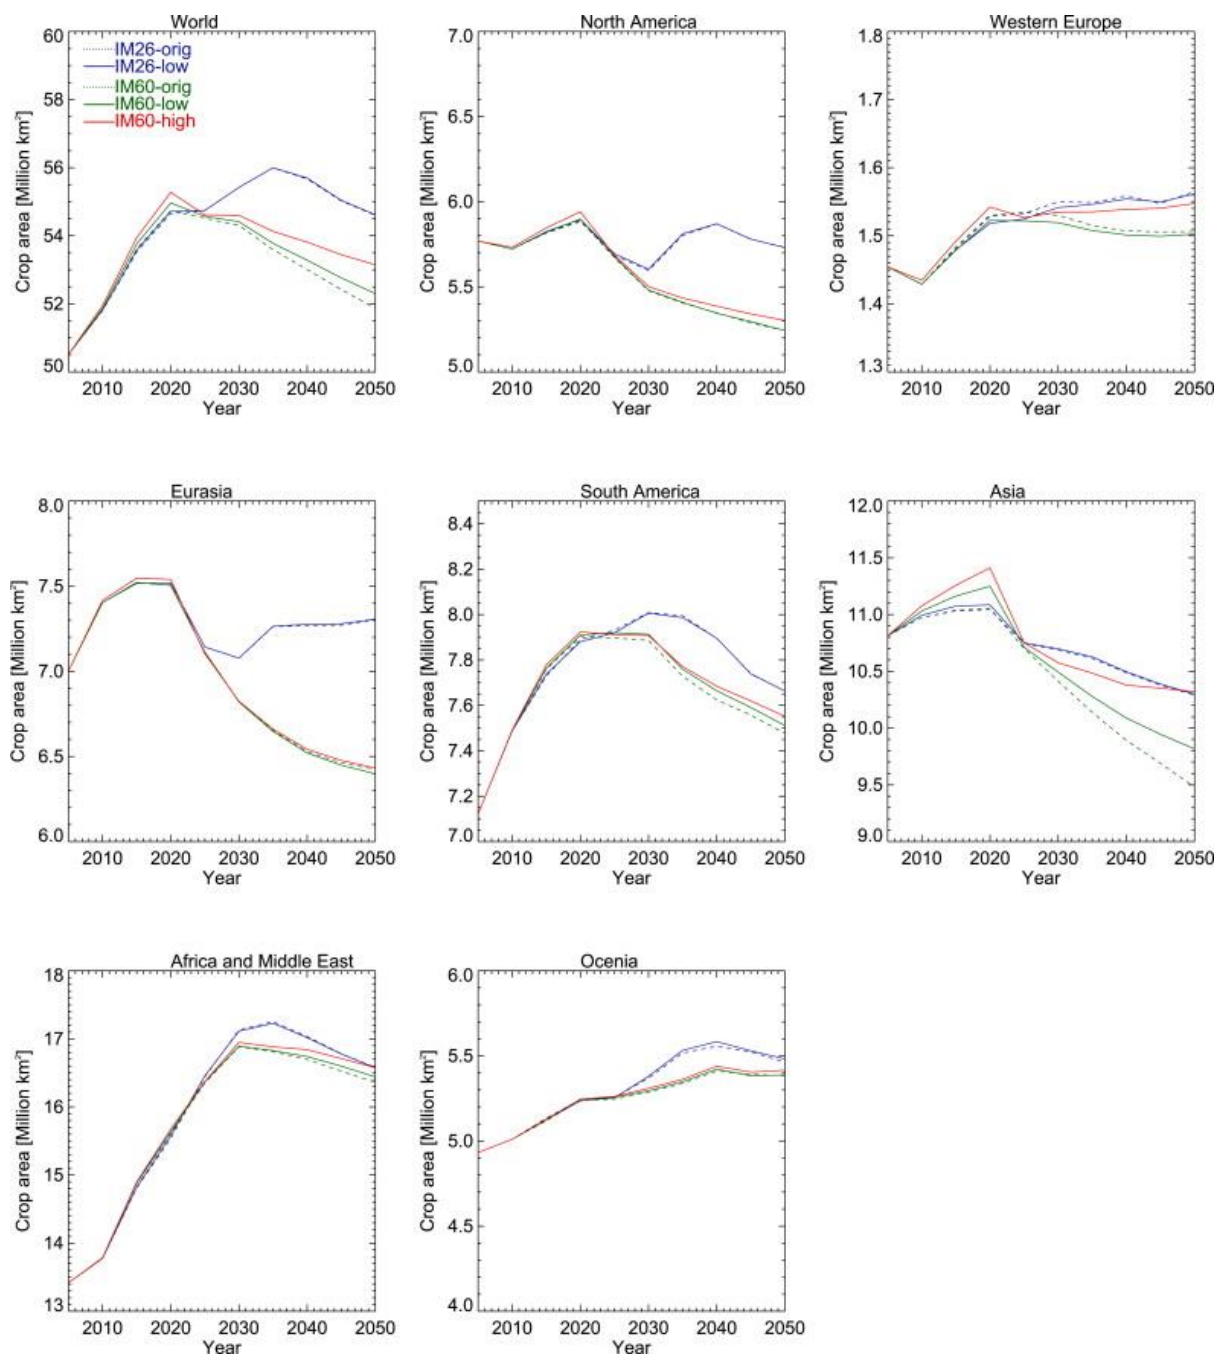 World
60
58
56
54
52
50
IM26-orig
IM26-low
IM60-orig
IM60-low
IM60-high
Crop area [Million km²]
2010 2020 2030 2040 2050
Year
North America
7.0
6.5
6.0
5.5
5.0
Crop area [Million km²]
2010 2020 2030 2040 2050
Year
Western Europe
1.8
1.7
1.6
1.5
1.4
1.3
Crop area [Million km²]
2010 2020 2030 2040 2050
Year
Eurasia
8.0
7.5
7.0
6.5
6.0
Crop area [Million km²]
2010 2020 2030 2040 2050
Year
South America
8.4
8.2
8.0
7.8
7.6
7.4
7.2
7.0
Crop area [Million km²]
2010 2020 2030 2040 2050
Year
Asia
12.0
11.5
11.0
10.5
10.0
9.5
9.0
Crop area [Million km²]
2010 2020 2030 2040 2050
Year
Africa and Middle East
18
17
16
15
14
13
Crop area [Million km²]
2010 2020 2030 2040 2050
Year
Ocenia
6.0
5.5
5.0
4.5
4.0
Crop area [Million km²]
2010 2020 2030 2040 2050
Year